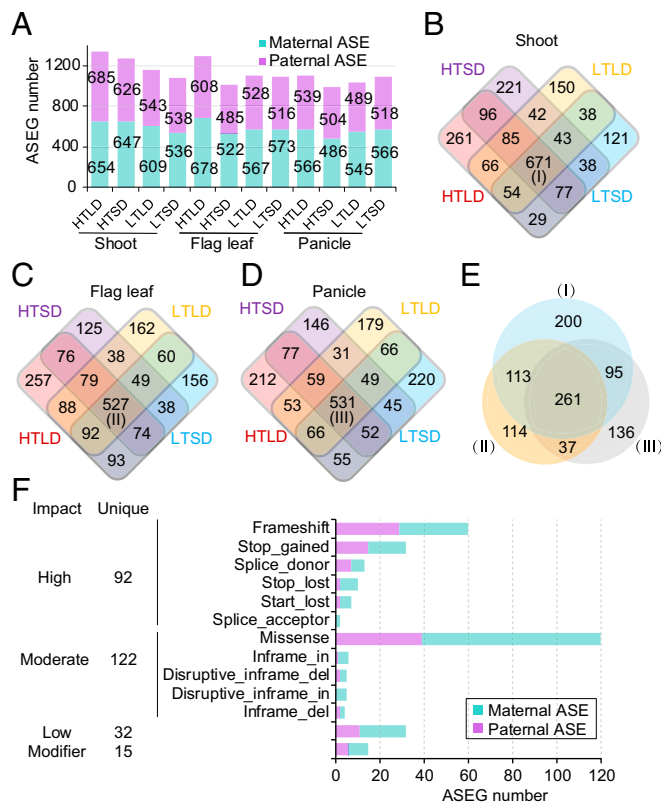 A
Maternal ASE
Paternal ASE
ASEG number
1200
800
400
0
685 626 543 538 608 485 528 516 539 504 489 518
654 647 609 536 678 522 567 573 566 486 545 566
HTLD HTSD LTLD LTSD HTLD HTSD LTLD LTSD HTLD HTSD LTLD LTSD
Shoot Flag leaf Panicle
B
Shoot
HTSD LTLD
221 150
96 42 38
261 85 43 121
66 671 38
(I)
54 77
HTLD LTSD
29
C
Flag leaf
HTSD LTLD
125 162
76 38 60
257 79 49 156
88 527 38
(II)
92 74
HTLD LTSD
93
D
Panicle
HTSD LTLD
146 179
77 31 66
212 59 49 220
53 531 45
(III)
66 52
HTLD LTSD
55
E
(I)
200
113 95
261
114 37 136
(II) (III)
F
Impact Unique
High 92
Moderate 122
Low 32
Modifier 15
Frameshift
Stop_gained
Splice_donor
Stop_lost
Start_lost
Splice_acceptor
Missense
Inframe_in
Disruptive_inframe_del
Disruptive_inframe_in
Inframe_del
Maternal ASE
Paternal ASE
0 20 40 60 80 100 120
ASEG number